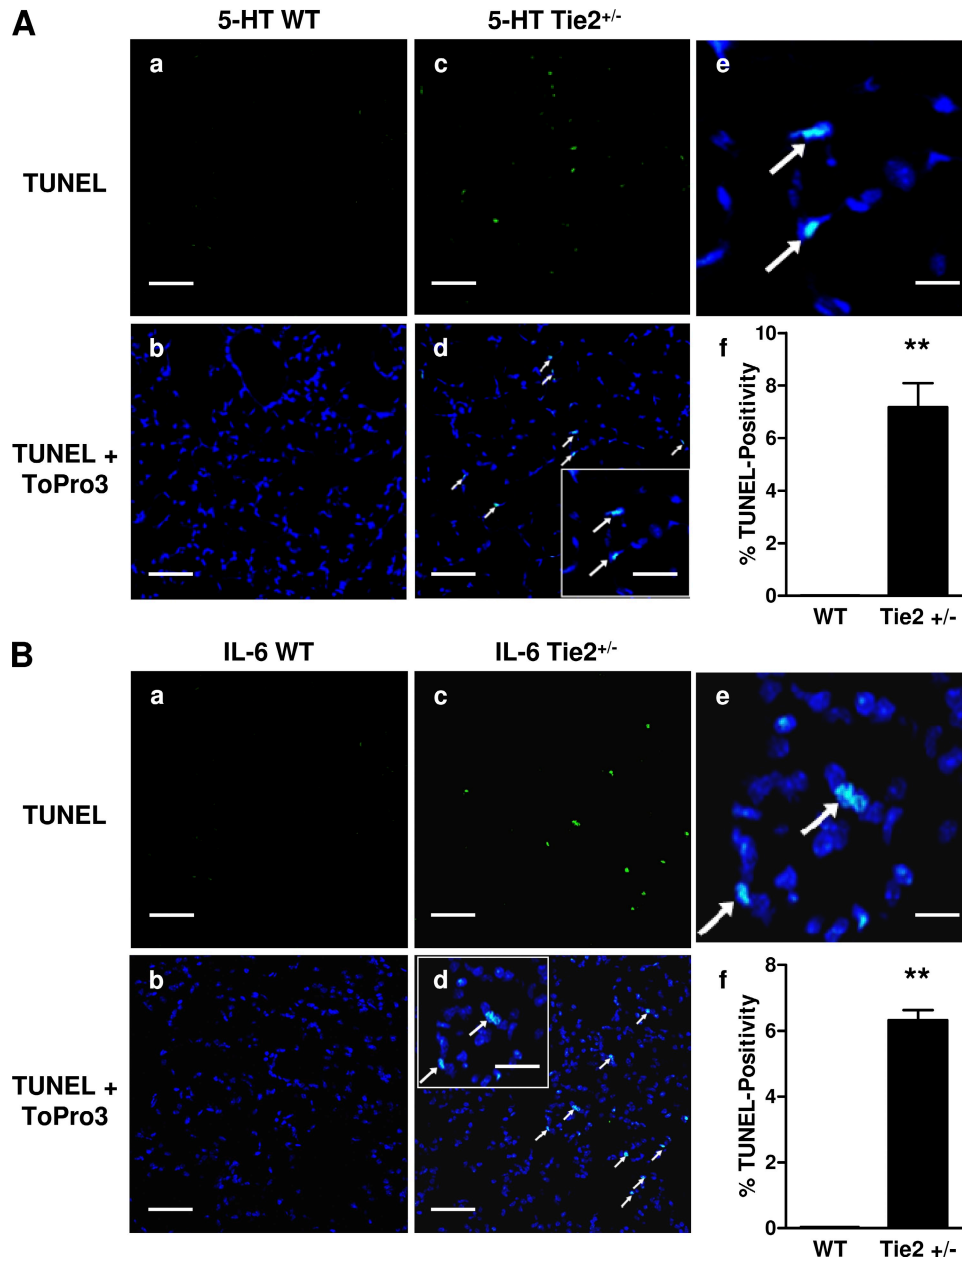 A
5-HT WT
5-HT Tie2+/-
a
c
e
TUNEL
b
d
f
TUNEL +
ToPro3
% TUNEL-Positivity
10
8
6
4
2
0
**
WT
Tie2 +/-
B
IL-6 WT
IL-6 Tie2+/-
a
c
e
TUNEL
b
d
f
TUNEL +
ToPro3
% TUNEL-Positivity
8
6
4
2
0
**
WT
Tie2 +/-